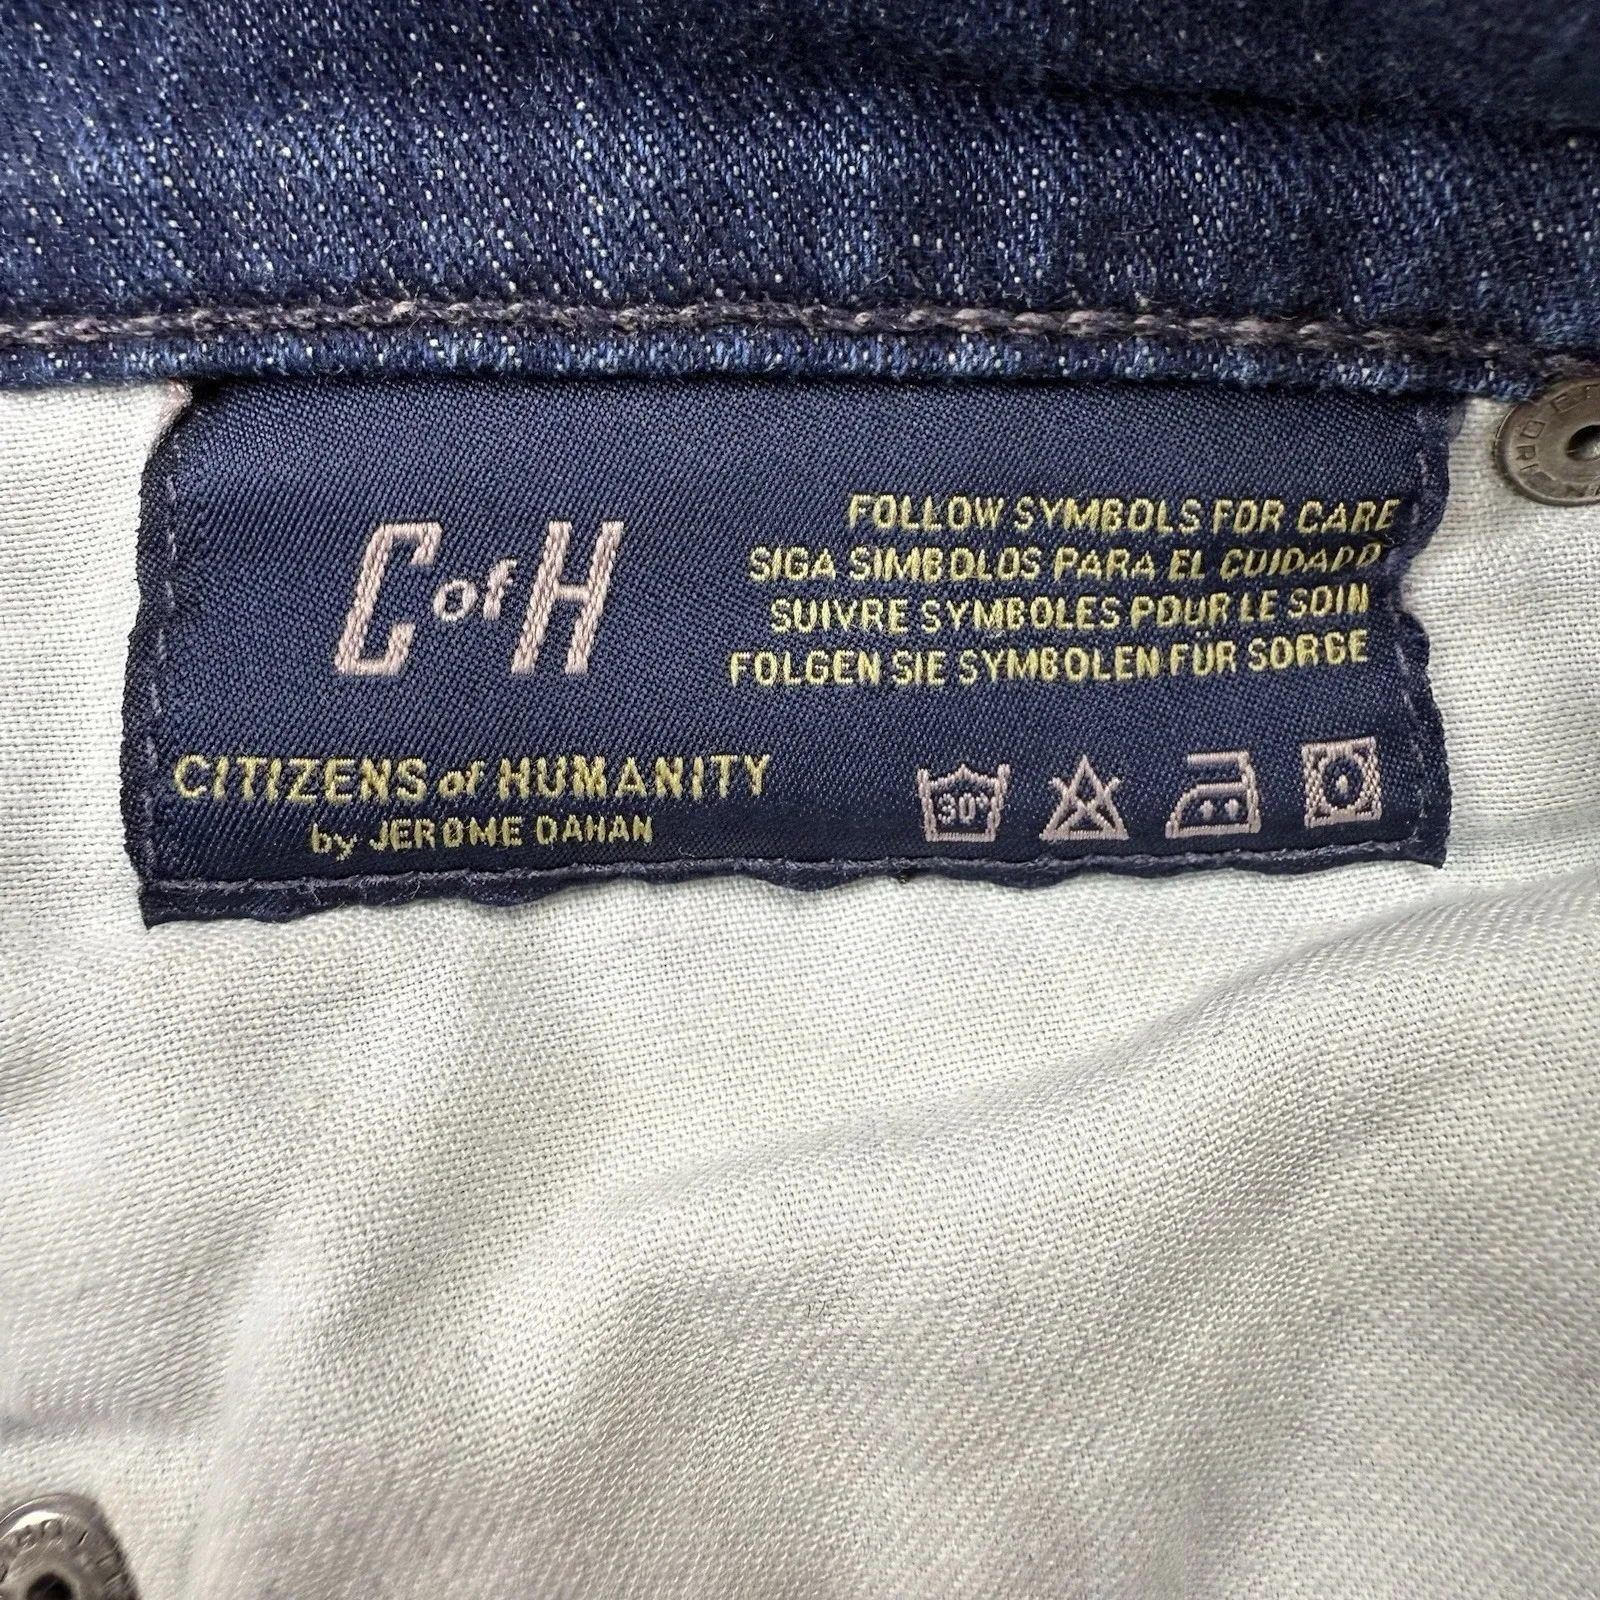 C of H
CITIZENS of HUMANITY
by JEROME DAHAN
FOLLOW SYMBOLS FOR CARE
SIGA SIMBOLOS PARA EL CUIDADO
SUIVRE SYMBOLES POUR LE SOIN
FOLGEN SIE SYMBOLEN FÜR SORGE
30°